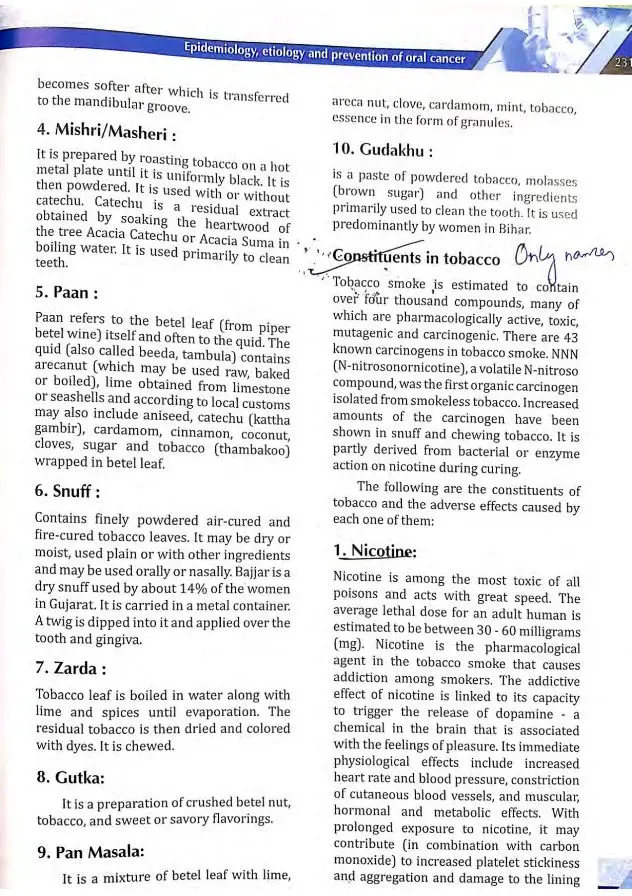 Epidemiology, etiology and prevention of oral cancer
231
becomes softer after which is transferred
to the mandibular groove.
4. Mishri/Masheri :
It is prepared by roasting tobacco on a hot
metal plate until it is uniformly black. It is
then powdered. It is used with or without
catechu. Catechu is a residual extract
obtained by soaking the heartwood of
the tree Acacia Catechu or Acacia Suma in
boiling water. It is used primarily to clean
teeth.
5. Paan :
Paan refers to the betel leaf (from piper
betel wine) itself and often to the quid. The
quid (also called beeda, tambula) contains
arecanut (which may be used raw, baked
or boiled), lime obtained from limestone
or seashells and according to local customs
may also include aniseed, catechu (kattha
gambir), cardamom, cinnamon, coconut,
cloves, sugar and tobacco (thambakoo)
wrapped in betel leaf.
6. Snuff :
Contains finely powdered air-cured and
fire-cured tobacco leaves. It may be dry or
moist, used plain or with other ingredients
and may be used orally or nasally. Bajjar is a
dry snuff used by about 14% of the women
in Gujarat. It is carried in a metal container.
A twig is dipped into it and applied over the
tooth and gingiva.
7. Zarda :
Tobacco leaf is boiled in water along with
lime and spices until evaporation. The
residual tobacco is then dried and colored
with dyes. It is chewed.
8. Gutka:
It is a preparation of crushed betel nut,
tobacco, and sweet or savory flavorings.
9. Pan Masala:
It is a mixture of betel leaf with lime,
areca nut, clove, cardamom, mint, tobacco,
essence in the form of granules.
10. Gudakhu :
is a paste of powdered tobacco, molasses
(brown sugar) and other ingredients
primarily used to clean the tooth. It is used
predominantly by women in Bihar.
Constituents in tobacco Only names
Tobacco smoke is estimated to contain
over four thousand compounds, many of
which are pharmacologically active, toxic,
mutagenic and carcinogenic. There are 43
known carcinogens in tobacco smoke. NNN
(N-nitrosonornicotine), a volatile N-nitroso
compound, was the first organic carcinogen
isolated from smokeless tobacco. Increased
amounts of the carcinogen have been
shown in snuff and chewing tobacco. It is
partly derived from bacterial or enzyme
action on nicotine during curing.
The following are the constituents of
tobacco and the adverse effects caused by
each one of them:
1. Nicotine:
Nicotine is among the most toxic of all
poisons and acts with great speed. The
average lethal dose for an adult human is
estimated to be between 30 - 60 milligrams
(mg). Nicotine is the pharmacological
agent in the tobacco smoke that causes
addiction among smokers. The addictive
effect of nicotine is linked to its capacity
to trigger the release of dopamine - a
chemical in the brain that is associated
with the feelings of pleasure. Its immediate
physiological effects include increased
heart rate and blood pressure, constriction
of cutaneous blood vessels, and muscular,
hormonal and metabolic effects. With
prolonged exposure to nicotine, it may
contribute (in combination with carbon
monoxide) to increased platelet stickiness
and aggregation and damage to the lining